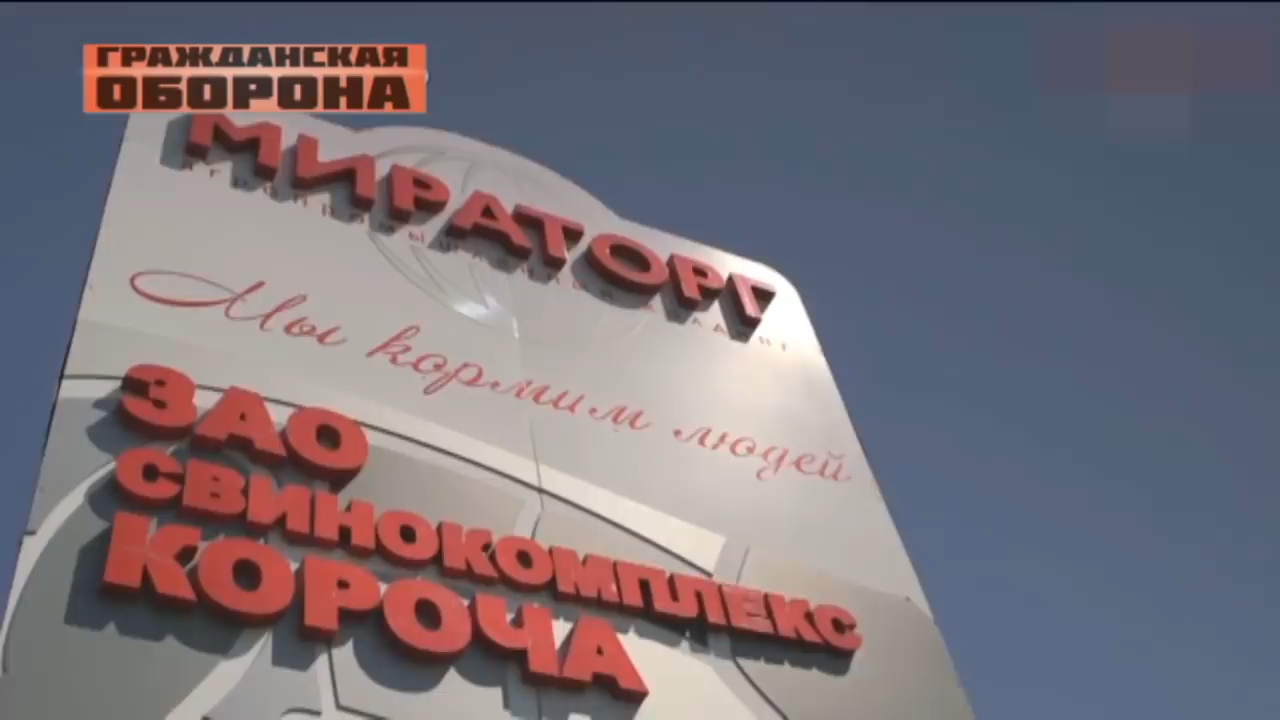 ГРАЖДАНСКАЯ
ОБОРОНА
МИРАТОРГ
Мы кормим людей
ЗАО
СВИНОКОМПЛЕКС
КОРОЧА